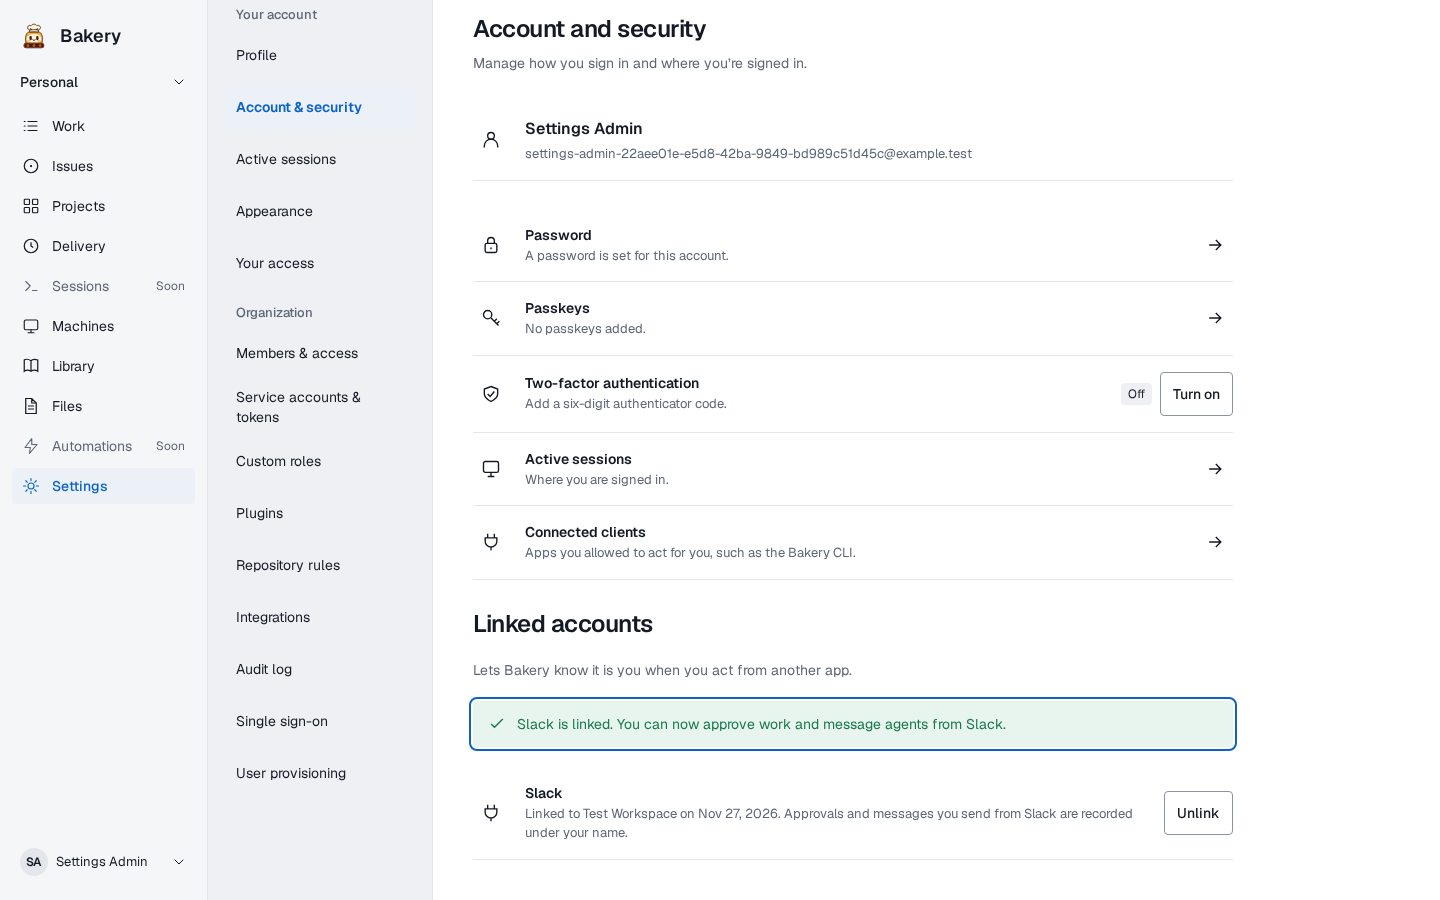 Bakery
Personal
Work
Issues
Projects
Delivery
Sessions Soon
Machines
Library
Files
Automations Soon
Settings
SA Settings Admin
Your account
Profile
Account & security
Active sessions
Appearance
Your access
Organization
Members & access
Service accounts &
tokens
Custom roles
Plugins
Repository rules
Integrations
Audit log
Single sign-on
User provisioning
Account and security
Manage how you sign in and where you're signed in.
Settings Admin
settings-admin-22aee01e-e5d8-42ba-9849-bd989c51d45c@example.test
Password
A password is set for this account.
Passkeys
No passkeys added.
Two-factor authentication
Add a six-digit authenticator code.
Off Turn on
Active sessions
Where you are signed in.
Connected clients
Apps you allowed to act for you, such as the Bakery CLI.
Linked accounts
Lets Bakery know it is you when you act from another app.
Slack is linked. You can now approve work and message agents from Slack.
Slack
Linked to Test Workspace on Nov 27, 2026. Approvals and messages you send from Slack are recorded
under your name.
Unlink